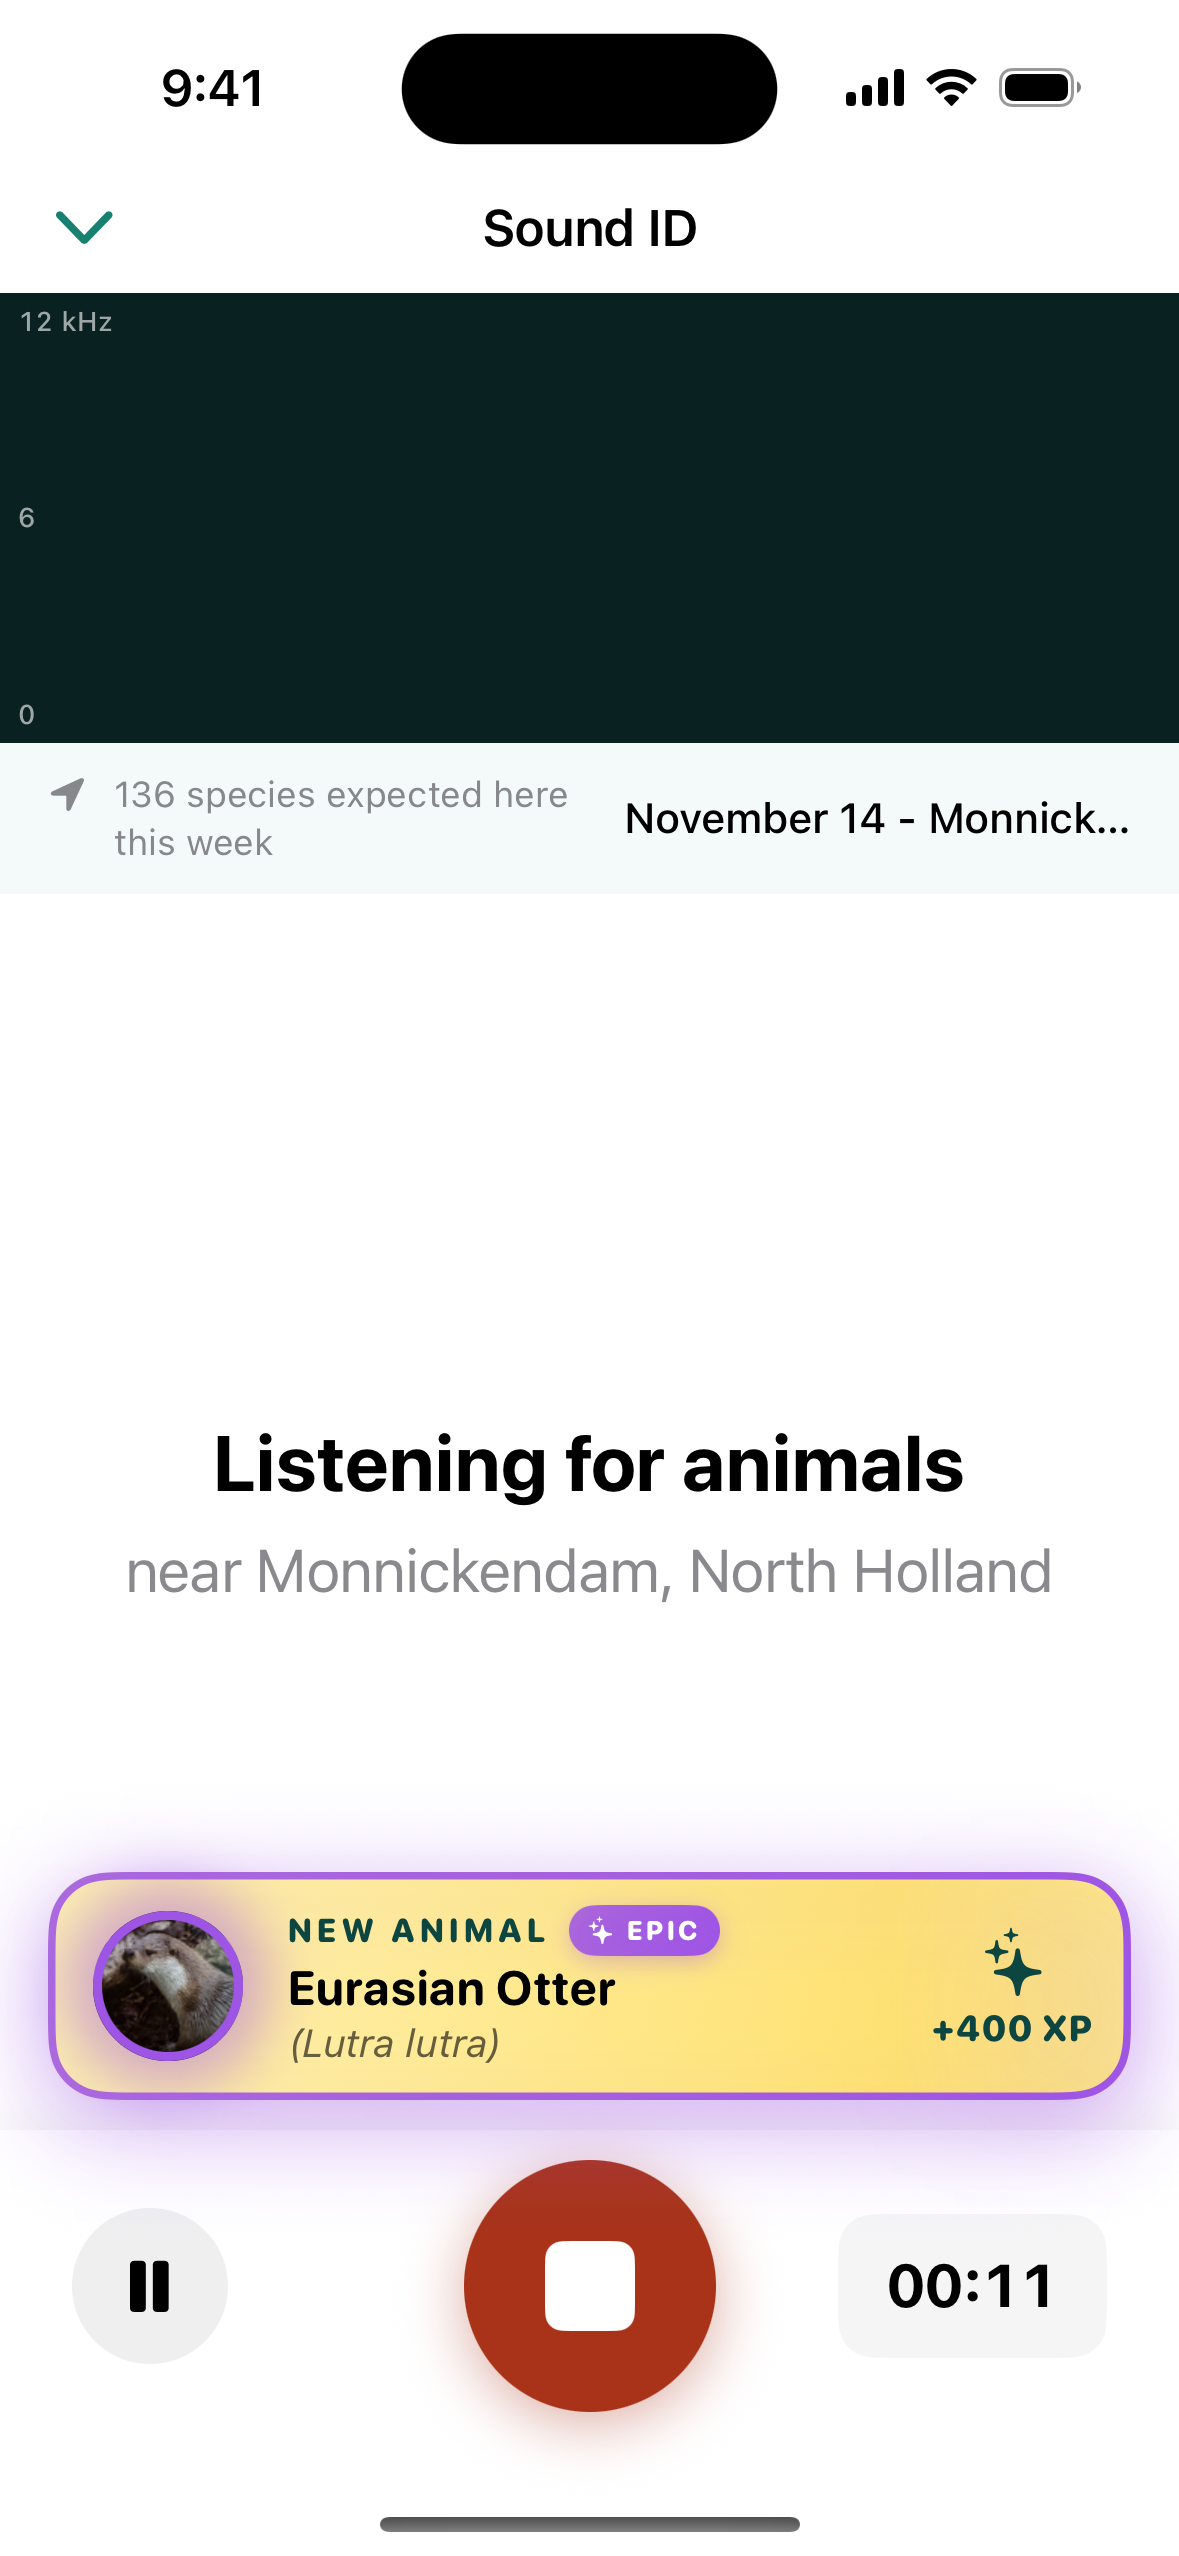 9:41
Sound ID
12 kHz
6
0
136 species expected here
this week
November 14 - Monnick...
Listening for animals
near Monnickendam, North Holland
NEW ANIMAL EPIC
Eurasian Otter
(Lutra lutra)
+400 XP
00:11